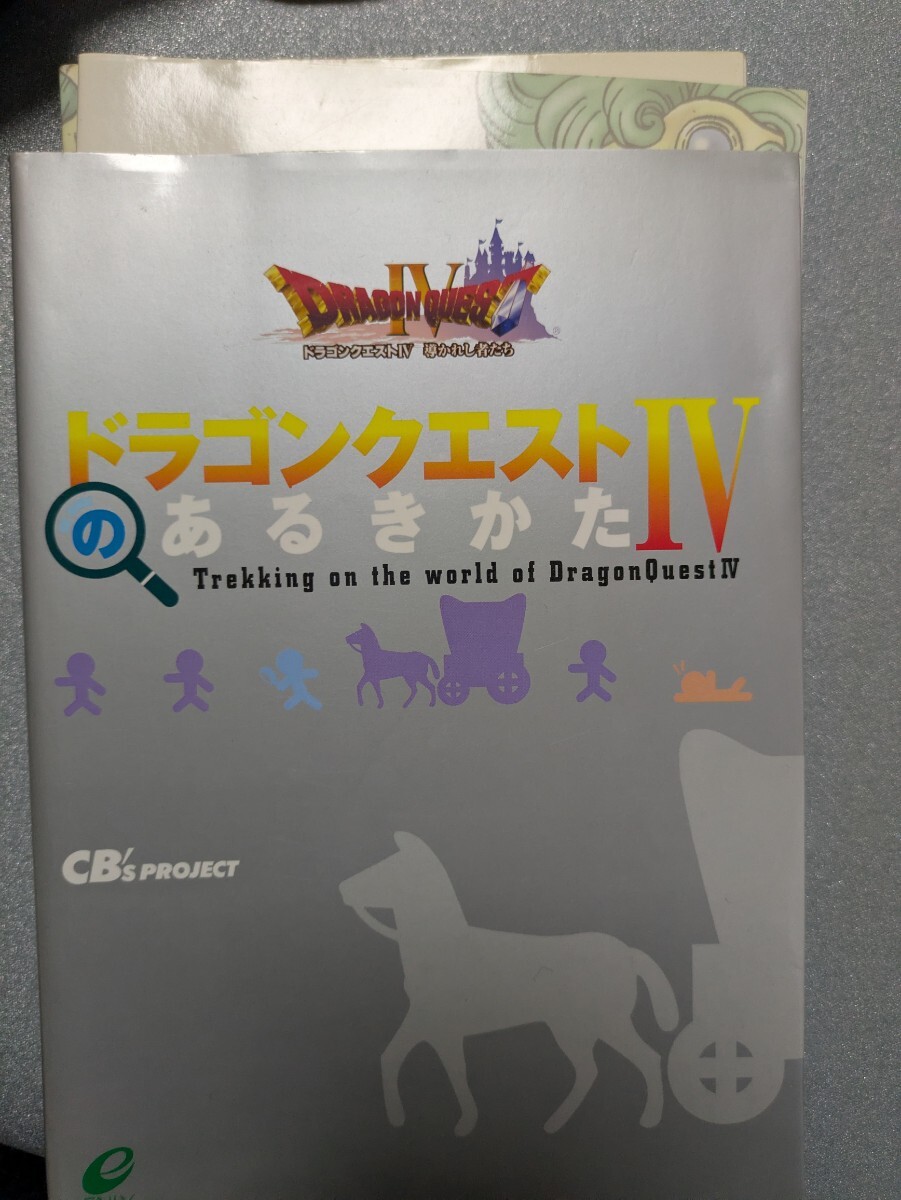 DRAGON QUEST IV
ドラゴンクエストIV 導かれし者たち
ドラゴンクエストIV
のあるきかた
Trekking on the world of DragonQuestIV
CB's PROJECT